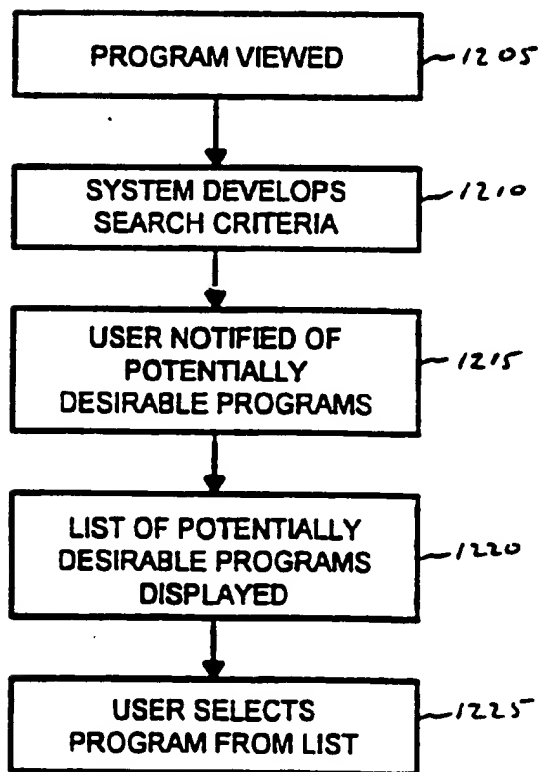 PROGRAM VIEWED
1205
SYSTEM DEVELOPS
SEARCH CRITERIA
1210
USER NOTIFIED OF
POTENTIALLY
DESIRABLE PROGRAMS
1215
LIST OF POTENTIALLY
DESIRABLE PROGRAMS
DISPLAYED
1220
USER SELECTS
PROGRAM FROM LIST
1225